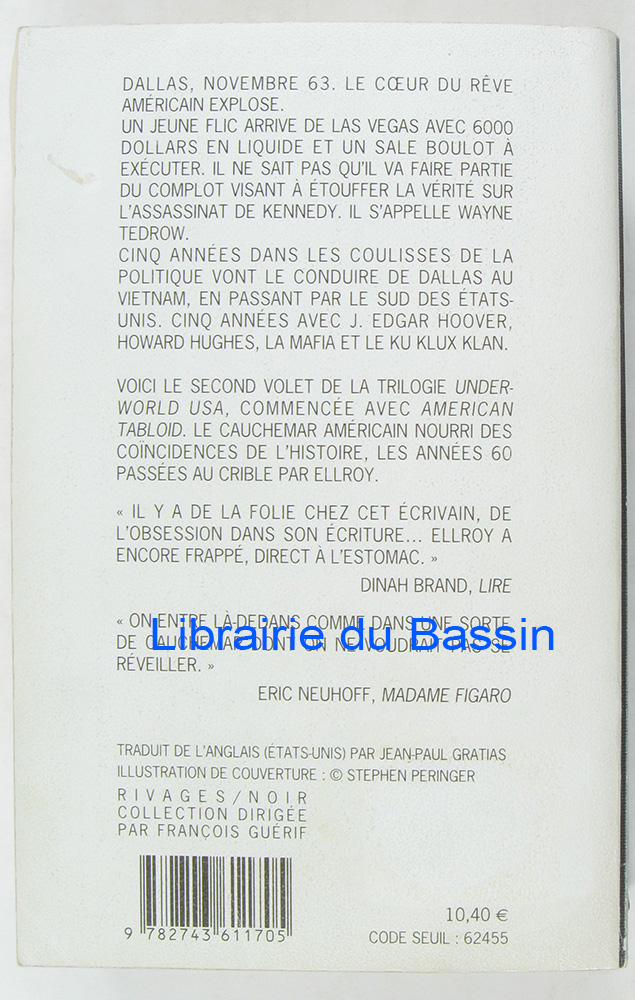 DALLAS, NOVEMBRE 63. LE CŒUR DU RÊVE
AMÉRICAIN EXPLOSE.
UN JEUNE FLIC ARRIVE DE LAS VEGAS AVEC 6000
DOLLARS EN LIQUIDE ET UN SALE BOULOT À
EXÉCUTER. IL NE SAIT PAS QU'IL VA FAIRE PARTIE
DU COMPLOT VISANT À ÉTOUFFER LA VÉRITÉ SUR
L'ASSASSINAT DE KENNEDY. IL S'APPELLE WAYNE
TEDROW.
CINQ ANNÉES DANS LES COULISSES DE LA
POLITIQUE VONT LE CONDUIRE DE DALLAS AU
VIETNAM, EN PASSANT PAR LE SUD DES ÉTATS-
UNIS. CINQ ANNÉES AVEC J. EDGAR HOOVER,
HOWARD HUGHES, LA MAFIA ET LE KU KLUX KLAN.
VOICI LE SECOND VOLET DE LA TRILOGIE UNDER-
WORLD USA, COMMENCÉE AVEC AMERICAN
TABLOID. LE CAUCHEMAR AMÉRICAIN NOURRI DES
COÏNCIDENCES DE L'HISTOIRE, LES ANNÉES 60
PASSÉES AU CRIBLE PAR ELLROY.
« IL Y A DE LA FOLIE CHEZ CET ÉCRIVAIN, DE
L'OBSESSION DANS SON ÉCRITURE... ELLROY A
ENCORE FRAPPÉ, DIRECT À L'ESTOMAC. »
DINAH BRAND, LIRE
« ON ENTRE LÀ-DEDANS COMME DANS UNE SORTE
Librairie du Bassin
DE CAUCHEMAR DONT ON NE VOUDRAIT PAS SE
RÉVEILLER. »
ERIC NEUHOFF, MADAME FIGARO
TRADUIT DE L'ANGLAIS (ÉTATS-UNIS) PAR JEAN-PAUL GRATIAS
ILLUSTRATION DE COUVERTURE : © STEPHEN PERINGER
RIVAGES/NOIR
COLLECTION DIRIGÉE
PAR FRANÇOIS GUÉRIF
9 782743 611705
10,40 €
CODE SEUIL : 62455